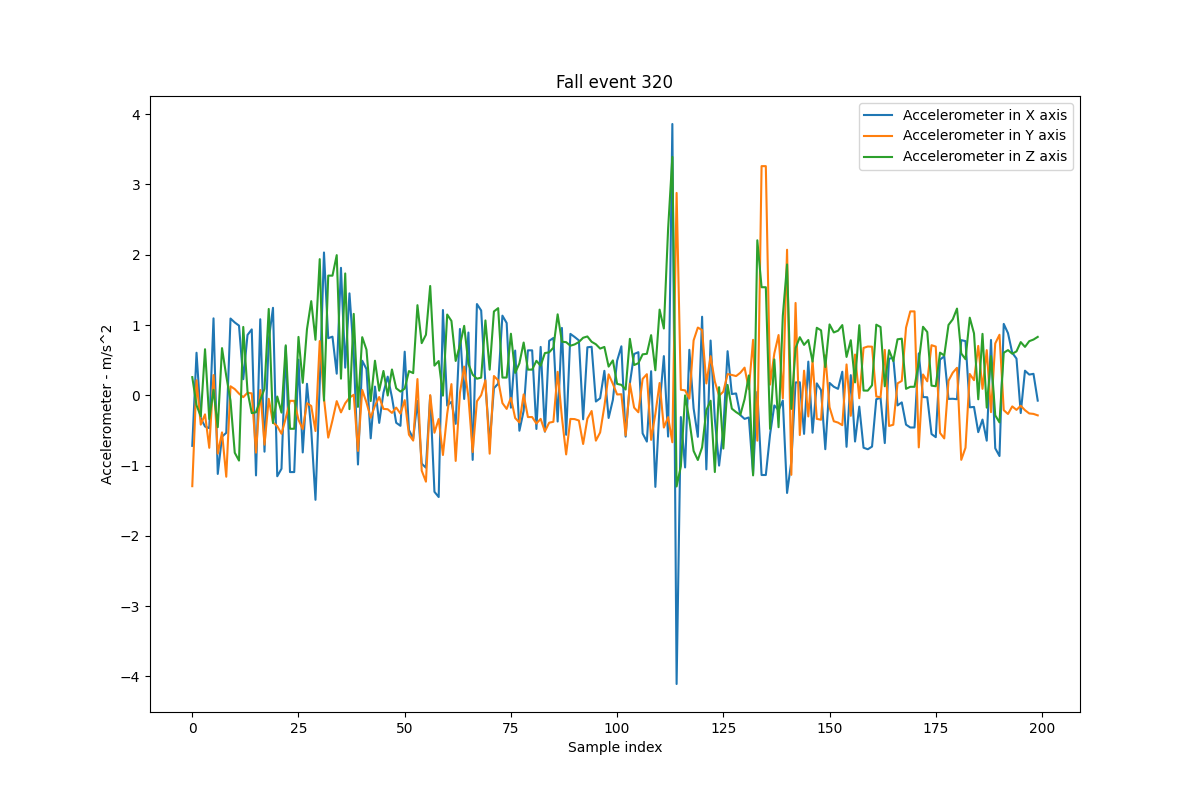 Fall event 320
Accelerometer in X axis
Accelerometer in Y axis
Accelerometer in Z axis
4
3
2
1
0
−1
−2
−3
−4
Accelerometer - m/s^2
0 25 50 75 100 125 150 175 200
Sample index